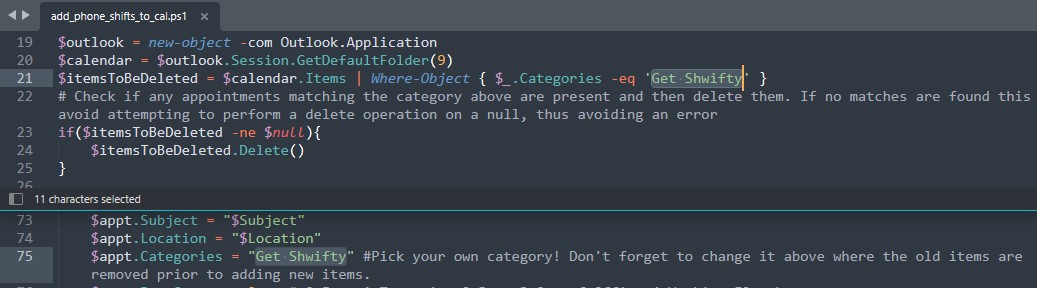 add_phone_shifts_to_cal.ps1 ×
19 $outlook = new-object -com Outlook.Application
20 $calendar = $outlook.Session.GetDefaultFolder(9)
21 $itemsToBeDeleted = $calendar.Items | Where-Object { $_.Categories -eq 'Get Shwifty' }
22 # Check if any appointments matching the category above are present and then delete them. If no matches are found this
avoid attempting to perform a delete operation on a null, thus avoiding an error
23 if($itemsToBeDeleted -ne $null){
24 $itemsToBeDeleted.Delete()
25 }
26
11 characters selected
73 $appt.Subject = "$Subject"
74 $appt.Location = "$Location"
75 $appt.Categories = "Get Shwifty" #Pick your own category! Don't forget to change it above where the old items are
removed prior to adding new items.